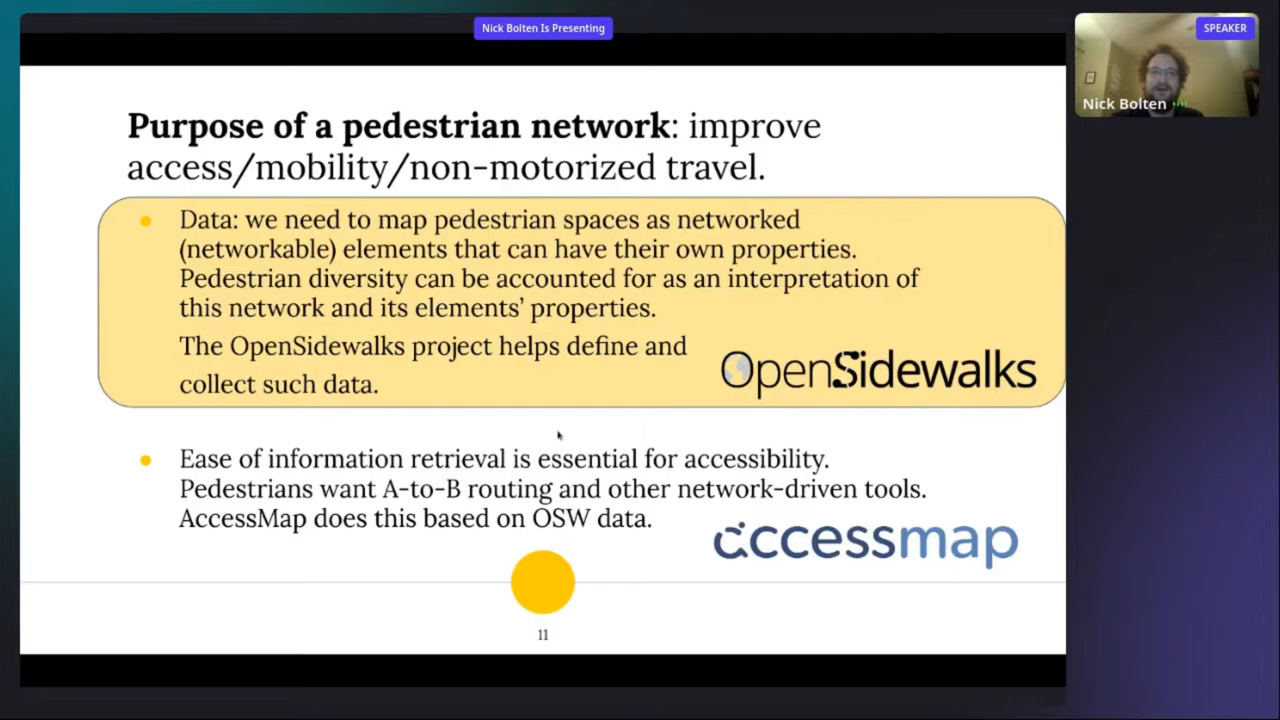 Nick Bolten Is Presenting
SPEAKER
Nick Bolten
Purpose of a pedestrian network: improve
access/mobility/non-motorized travel.
Data: we need to map pedestrian spaces as networked
(networkable) elements that can have their own properties.
Pedestrian diversity can be accounted for as an interpretation of
this network and its elements’ properties.
The OpenSidewalks project helps define and
collect such data.
OpenSidewalks
Ease of information retrieval is essential for accessibility.
Pedestrians want A-to-B routing and other network-driven tools.
AccessMap does this based on OSW data.
accessmap
11